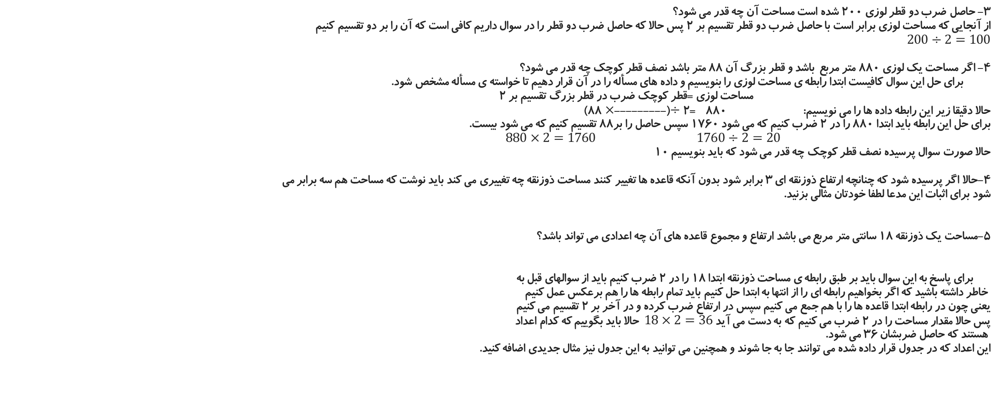 ۳- حاصل ضرب دو قطر لوزی ۲۰۰ شده است مساحت آن چه قدر می شود؟
از آنجایی که مساحت لوزی برابر است با حاصل ضرب دو قطر تقسیم بر ۲ پس حالا که حاصل ضرب دو قطر را در سوال داریم کافی است که آن را بر دو تقسیم کنیم
200 ÷ 2 = 100
۴- اگر مساحت یک لوزی ۸۸۰ متر مربع باشد و قطر بزرگ آن ۸۸ متر باشد نصف قطر کوچک چه قدر می شود؟
برای حل این سوال کافیست ابتدا رابطه ی مساحت لوزی را بنویسیم و داده های مسأله را در آن قرار دهیم تا خواسته ی مسأله مشخص شود.
مساحت لوزی =قطر کوچک ضرب در قطر بزرگ تقسیم بر ۲
حالا دقیقا زیر این رابطه داده ها را می نویسیم: ۸۸۰ =۲ ÷(---------× ۸۸)
برای حل این رابطه باید ابتدا ۸۸۰ را در ۲ ضرب کنیم که می شود ۱۷۶۰ سپس حاصل را بر۸۸ تقسیم کنیم که می شود بیست.
880 × 2 = 1760 1760 ÷ 2 = 20
حالا صورت سوال پرسیده نصف قطر کوچک چه قدر می شود که باید بنویسیم ۱۰
۴-حالا اگر پرسیده شود که چنانچه ارتفاع ذوزنقه ای ۳ برابر شود بدون آنکه قاعده ها تغییر کنند مساحت ذوزنقه چه تغییری می کند باید نوشت که مساحت هم سه برابر می
شود برای اثبات این مدعا لطفا خودتان مثالی بزنید.
۵-مساحت یک ذوزنقه ۱۸ سانتی متر مربع می باشد ارتفاع و مجموع قاعده های آن چه اعدادی می تواند باشد؟
برای پاسخ به این سوال باید بر طبق رابطه ی مساحت ذوزنقه ابتدا ۱۸ را در ۲ ضرب کنیم باید از سوالهای قبل به
خاطر داشته باشید که اگر بخواهیم رابطه ای را از انتها به ابتدا حل کنیم باید تمام رابطه ها را هم برعکس عمل کنیم
یعنی چون در رابطه ابتدا قاعده ها را با هم جمع می کنیم سپس در ارتفاع ضرب کرده و در آخر بر ۲ تقسیم می کنیم
پس حالا مقدار مساحت را در ۲ ضرب می کنیم که به دست می آید 18 × 2 = 36 حالا باید بگوییم که کدام اعداد
هستند که حاصل ضربشان ۳۶ می شود.
این اعداد که در جدول قرار داده شده می توانند جا به جا شوند و همچنین می توانید به این جدول نیز مثال جدیدی اضافه کنید.